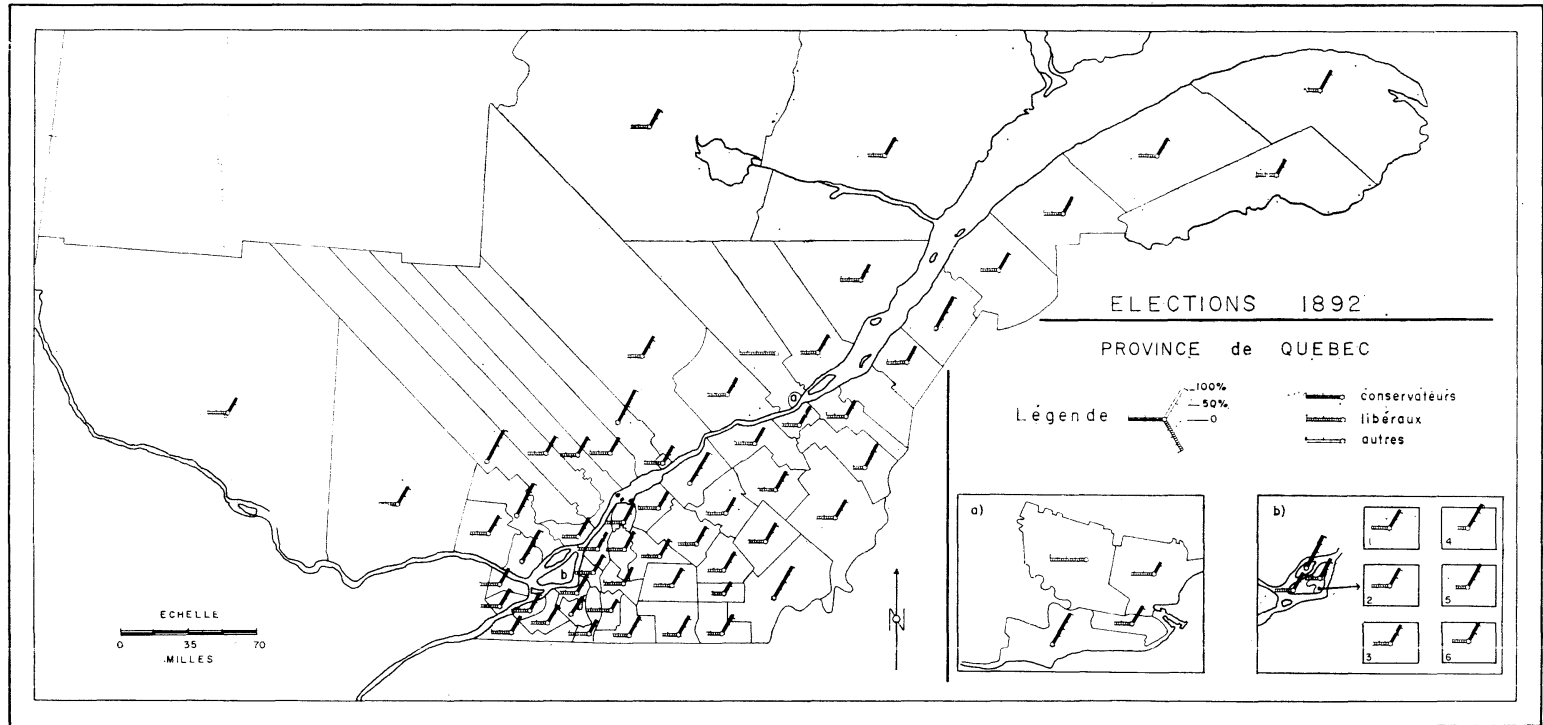 ELECTIONS 1892
PROVINCE de QUEBEC
Légende
100%
50%
0
conservateurs
libéraux
autres
a
b
ECHELLE
0 35 70
MILLES
N
a)
b)
1
4
2
5
3
6